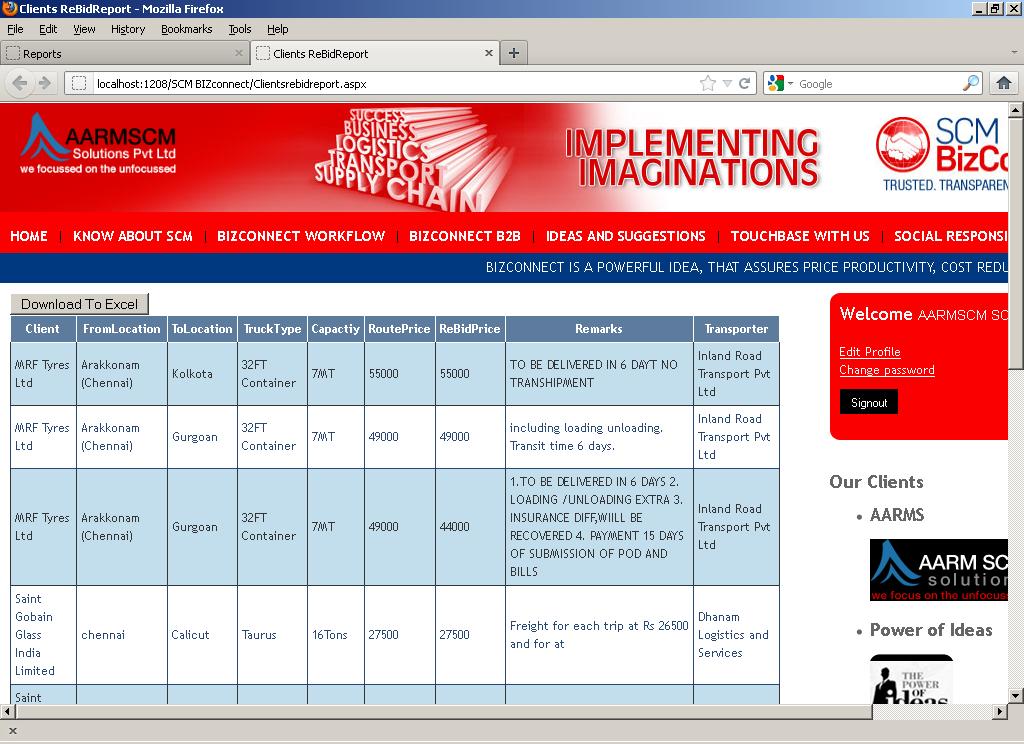 Clients ReBidReport - Mozilla Firefox
File Edit View History Bookmarks Tools Help
Reports
Clients ReBidReport
localhost:1208/SCM BIZconnect/Clientsrebidreport.aspx
Google
AARMSCM
Solutions Pvt Ltd
we focussed on the unfocussed
SUCCESS
BUSINESS
LOGISTICS
TRANSPORT
SUPPLY CHAIN
IMPLEMENTING
IMAGINATIONS
SCM
BizCo
TRUSTED. TRANSPAREN
HOME | KNOW ABOUT SCM | BIZCONNECT WORKFLOW | BIZCONNECT B2B | IDEAS AND SUGGESTIONS | TOUCHBASE WITH US | SOCIAL RESPONSI
BIZCONNECT IS A POWERFUL IDEA, THAT ASSURES PRICE PRODUCTIVITY, COST REDU
Download To Excel
Client FromLocation ToLocation TruckType Capactiy RoutePrice ReBidPrice Remarks Transporter
MRF Tyres
Ltd
Arakkonam
(Chennai)
Kolkota
32FT
Container
7MT
55000
55000
TO BE DELIVERED IN 6 DAYT NO
TRANSHIPMENT
Inland Road
Transport Pvt
Ltd
MRF Tyres
Ltd
Arakkonam
(Chennai)
Gurgoan
32FT
Container
7MT
49000
49000
including loading unloading.
Transit time 6 days.
Inland Road
Transport Pvt
Ltd
MRF Tyres
Ltd
Arakkonam
(Chennai)
Gurgoan
32FT
Container
7MT
49000
44000
1.TO BE DELIVERED IN 6 DAYS 2.
LOADING /UNLOADING EXTRA 3.
INSURANCE DIFF,WIILL BE
RECOVERED 4. PAYMENT 15 DAYS
OF SUBMISSION OF POD AND
BILLS
Inland Road
Transport Pvt
Ltd
Saint
Gobain
Glass
India
Limited
chennai
Calicut
Taurus
16Tons
27500
27500
Freight for each trip at Rs 26500
and for at
Dhanam
Logistics and
Services
Saint
Welcome AARMSCM SO
Edit Profile
Change password
Signout
Our Clients
• AARMS
AARM SC
solution
we focus on the unfocus
• Power of Ideas
THE
POWER
OF
ideas